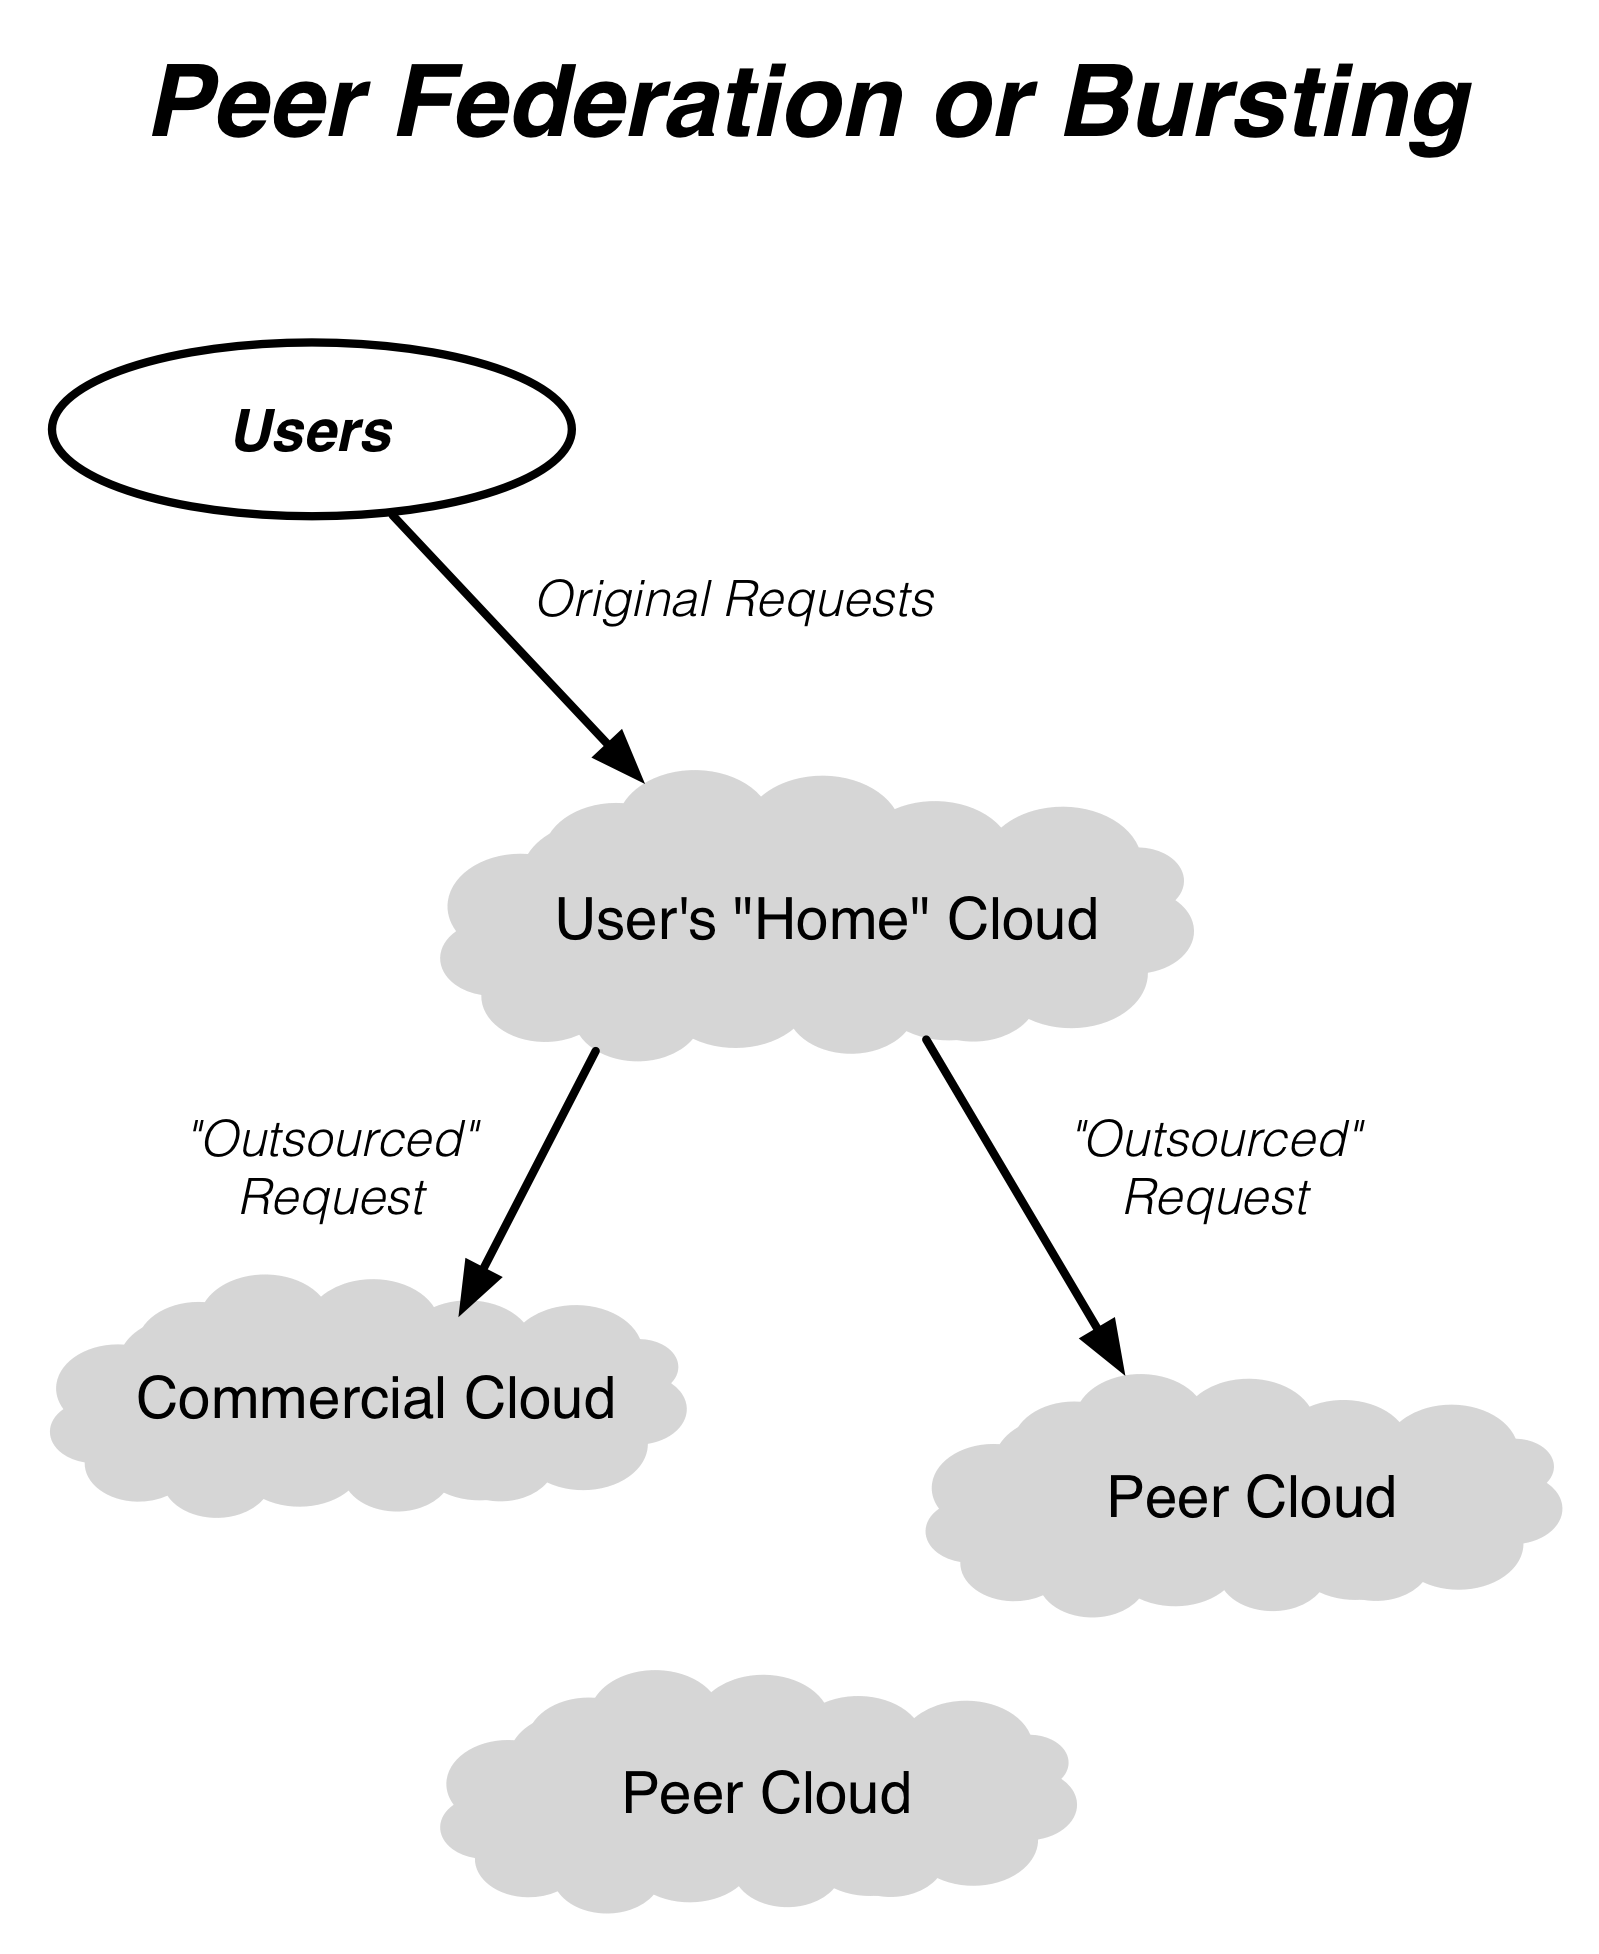 Peer Federation or Bursting
Users
Original Requests
User's "Home" Cloud
"Outsourced"
Request
"Outsourced"
Request
Commercial Cloud
Peer Cloud
Peer Cloud